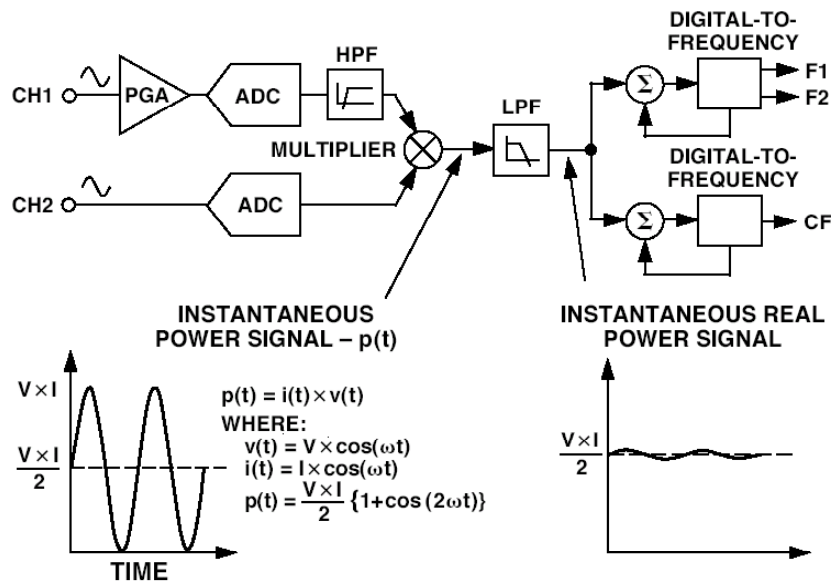 DIGITAL-TO-
FREQUENCY
HPF
F1
CH1
PGA
ADC
Σ
LPF
F2
MULTIPLIER
DIGITAL-TO-
FREQUENCY
CH2
ADC
Σ
CF
INSTANTANEOUS
POWER SIGNAL – p(t)
INSTANTANEOUS REAL
POWER SIGNAL
V × I
p(t) = i(t) × v(t)
WHERE:
v(t) = V × cos(ωt)
i(t) = I × cos(ωt)
p(t) = V × I
2
{1+cos (2ωt)}
V × I
2
TIME
V × I
2